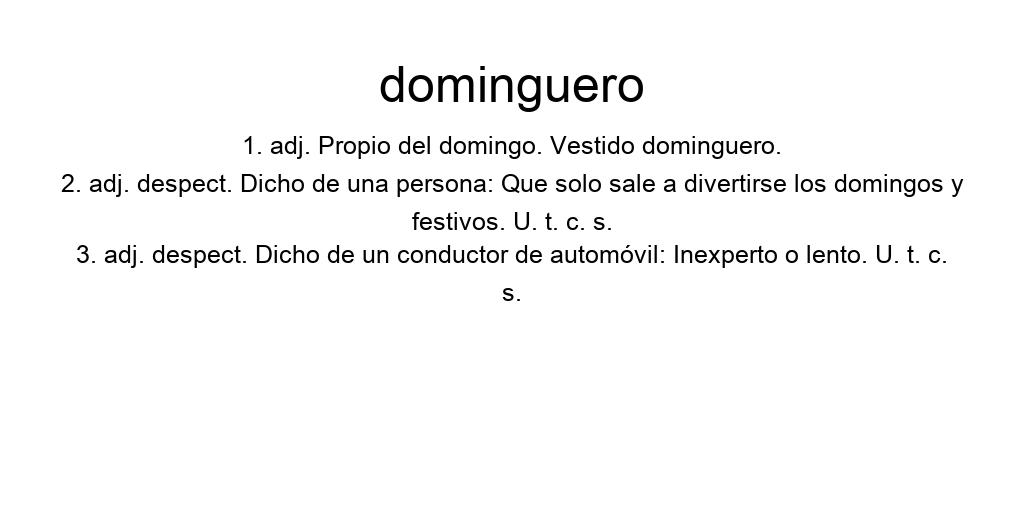 dominguero
1. adj. Propio del domingo. Vestido dominguero.
2. adj. despect. Dicho de una persona: Que solo sale a divertirse los domingos y
festivos. U. t. c. s.
3. adj. despect. Dicho de un conductor de automóvil: Inexperto o lento. U. t. c.
s.